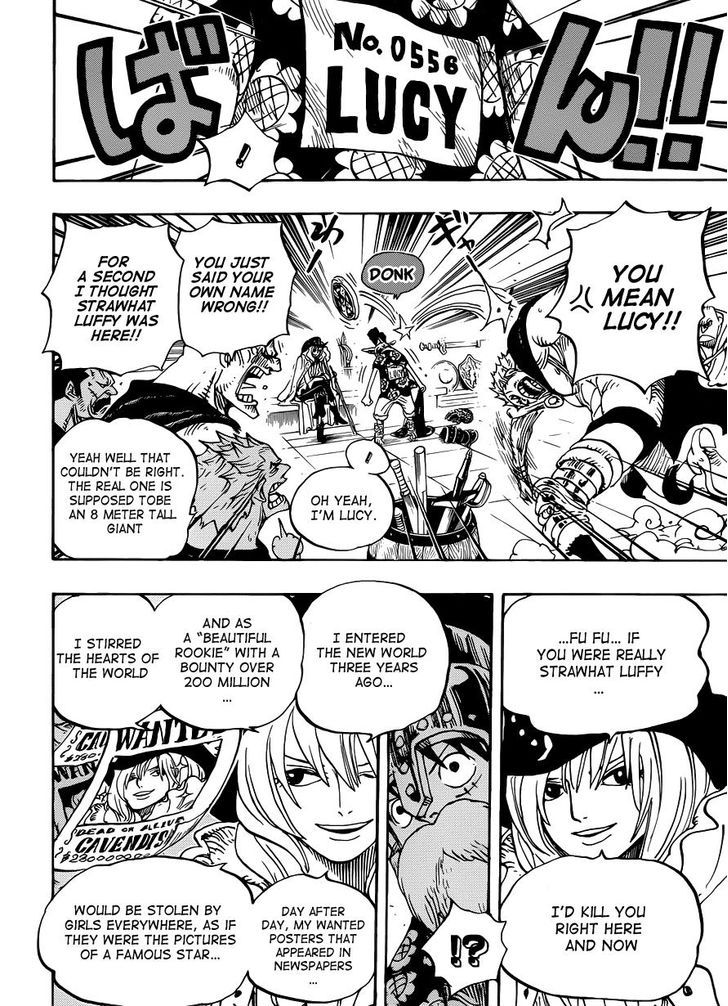 ばん!!
No. 0556
LUCY
!
YOU
MEAN
LUCY!!
ギャ
DONK
わ
YOU JUST
SAID YOUR
OWN NAME
WRONG!!
FOR
A SECOND
I THOUGHT
STRAWHAT
LUFFY WAS
HERE!!
!
OH YEAH,
I'M LUCY.
YEAH WELL THAT
COULDN'T BE RIGHT.
THE REAL ONE IS
SUPPOSED TOBE
AN 8 METER TALL
GIANT
...FU FU... IF
YOU WERE REALLY
STRAWHAT LUFFY
...
I'D KILL YOU
RIGHT HERE
AND NOW
!?
I ENTERED
THE NEW WORLD
THREE YEARS
AGO...
AND AS
A "BEAUTIFUL
ROOKIE" WITH A
BOUNTY OVER
200 MILLION
...
I STIRRED
THE HEARTS OF
THE WORLD
WANTE
DEAD OR ALIVE
CAVENDISH
DAY AFTER
DAY, MY WANTED
POSTERS THAT
APPEARED IN
NEWSPAPERS
...
WOULD BE STOLEN BY
GIRLS EVERYWHERE, AS IF
THEY WERE THE PICTURES
OF A FAMOUS STAR...